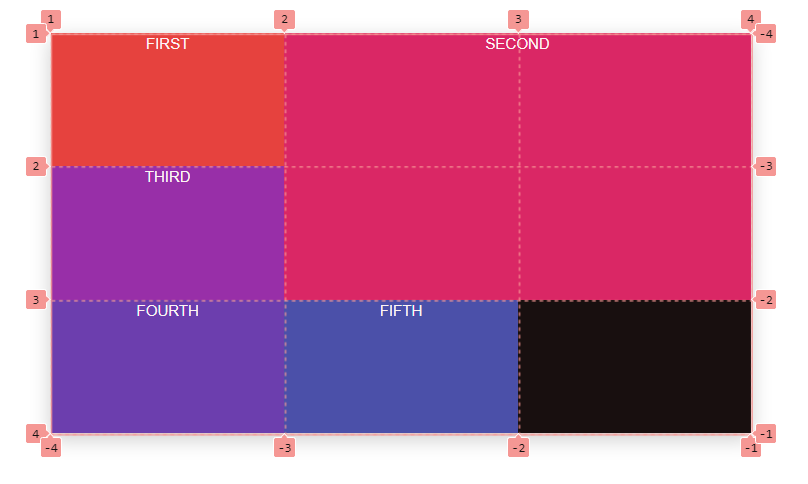 1 2 3 4
1 -4
FIRST SECOND
2 -3
THIRD
3 -2
FOURTH FIFTH
4 -1
-4 -3 -2 -1